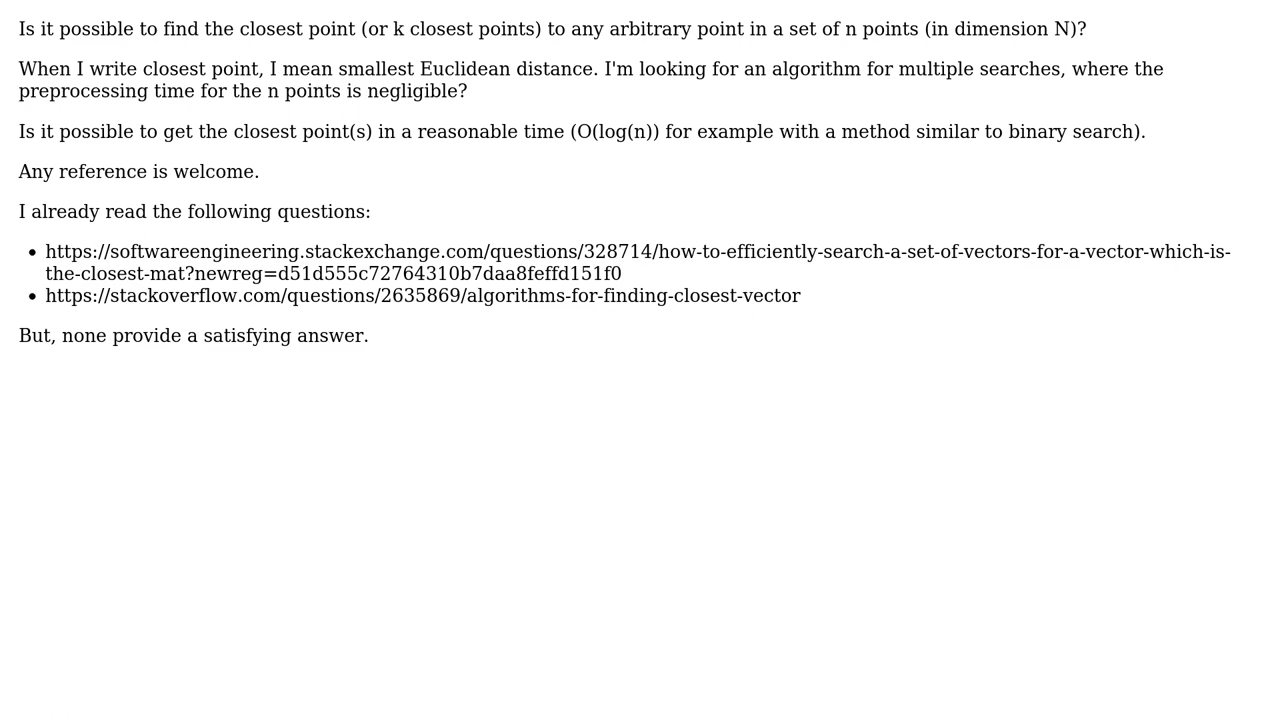 Is it possible to find the closest point (or k closest points) to any arbitrary point in a set of n points (in dimension N)?
When I write closest point, I mean smallest Euclidean distance. I'm looking for an algorithm for multiple searches, where the
preprocessing time for the n points is negligible?
Is it possible to get the closest point(s) in a reasonable time (O(log(n)) for example with a method similar to binary search).
Any reference is welcome.
I already read the following questions:
• https://softwareengineering.stackexchange.com/questions/328714/how-to-efficiently-search-a-set-of-vectors-for-a-vector-which-is-
the-closest-mat?newreg=d51d555c72764310b7daa8feffd151f0
• https://stackoverflow.com/questions/2635869/algorithms-for-finding-closest-vector
But, none provide a satisfying answer.